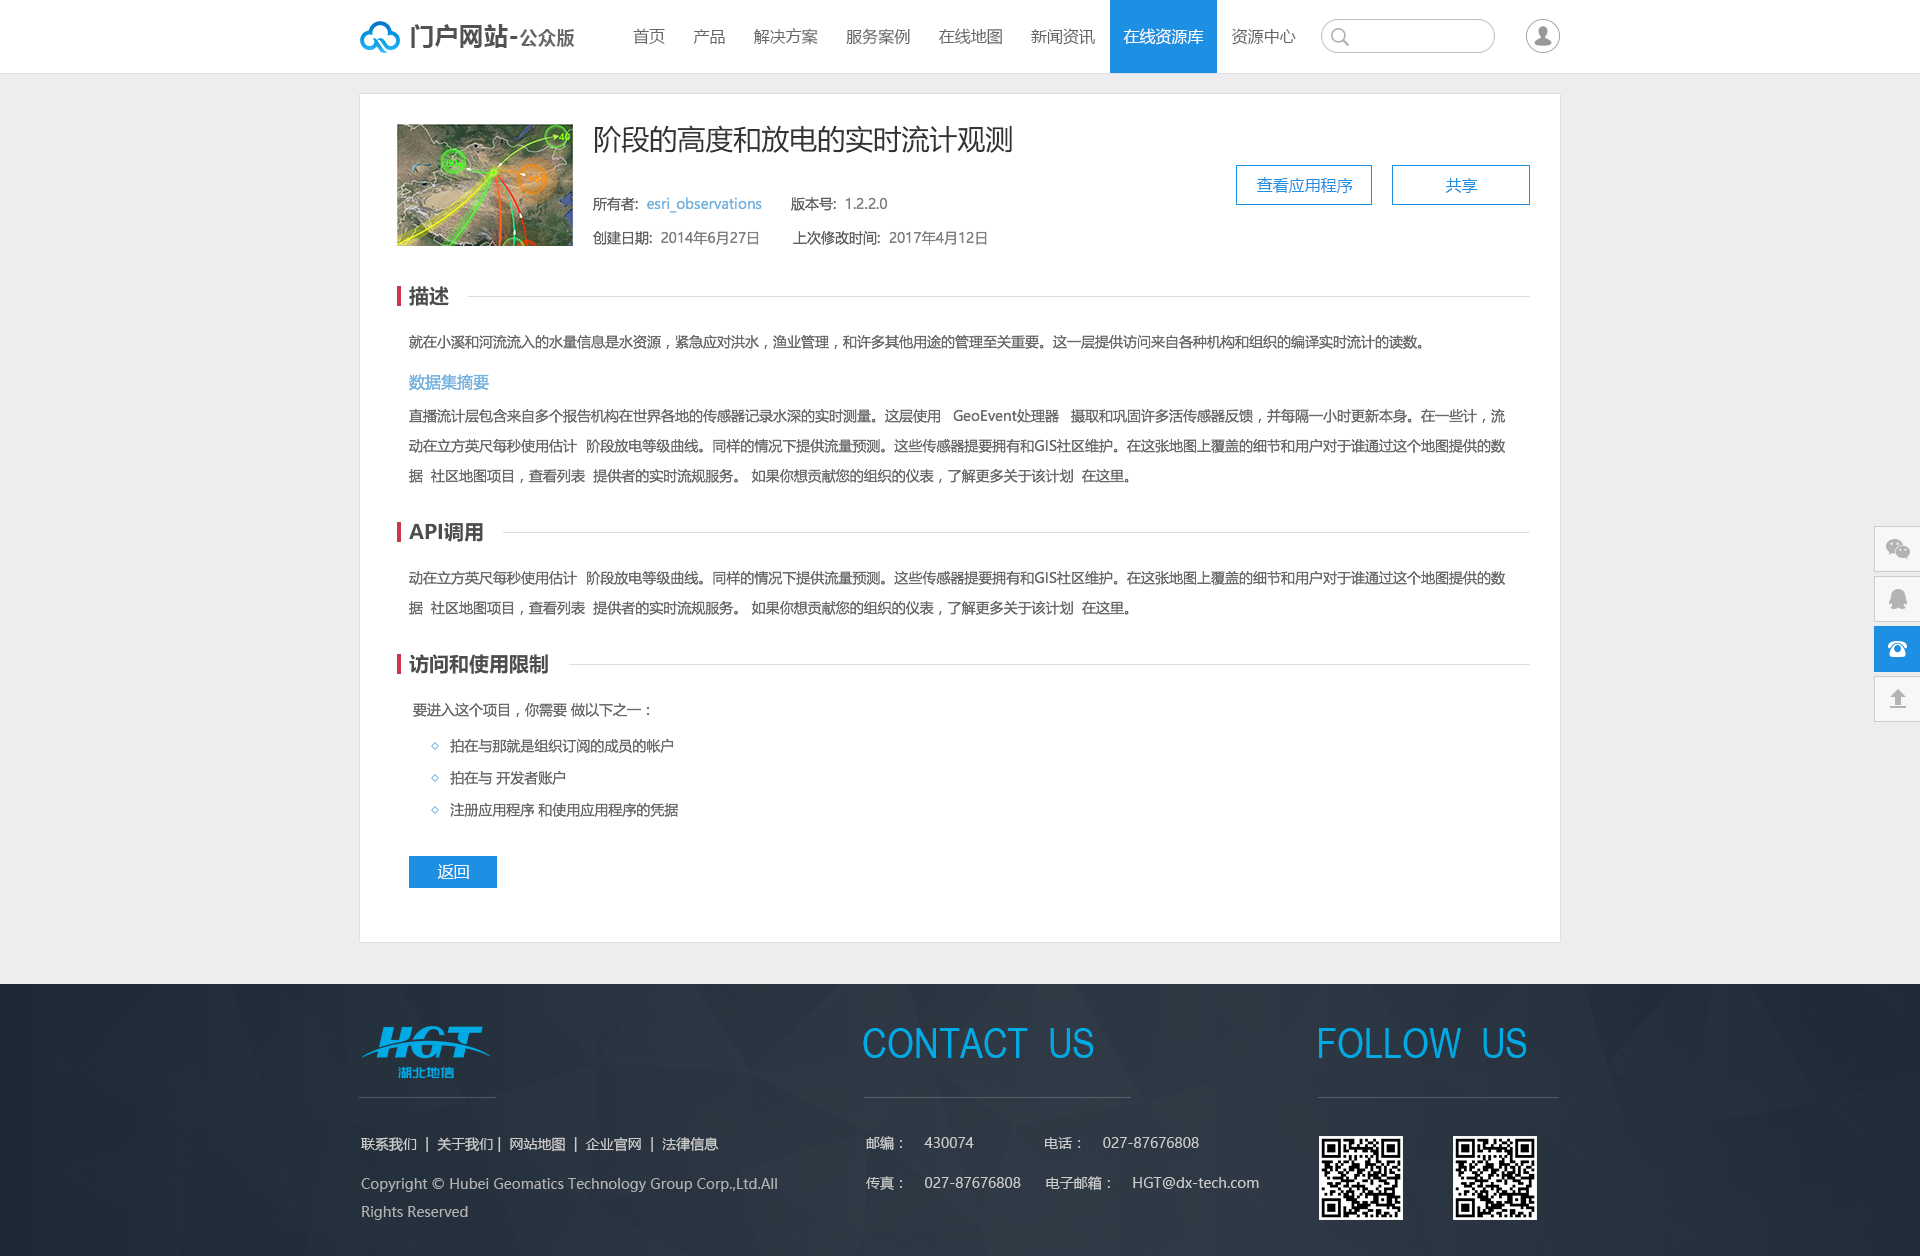 门户网站-公众版
首页 产品 解决方案 服务案例 在线地图 新闻资讯 在线资源库 资源中心
阶段的高度和放电的实时流计观测
查看应用程序 共享
所有者: esri_observations 版本号: 1.2.2.0
创建日期: 2014年6月27日 上次修改时间: 2017年4月12日
描述
就在小溪和河流流入的水量信息是水资源，紧急应对洪水，渔业管理，和许多其他用途的管理至关重要。这一层提供访问来自各种机构和组织的编译实时流计的读数。
数据集摘要
直播流计层包含来自多个报告机构在世界各地的传感器记录水深的实时测量。这层使用 GeoEvent处理器 摄取和巩固许多活传感器反馈，并每隔一小时更新本身。在一些计，流
动在立方英尺每秒使用估计 阶段放电等级曲线。同样的情况下提供流量预测。这些传感器提要拥有和GIS社区维护。在这张地图上覆盖的细节和用户对于谁通过这个地图提供的数
据 社区地图项目，查看列表 提供者的实时流规服务。 如果你想贡献您的组织的仪表，了解更多关于该计划 在这里。
API调用
动在立方英尺每秒使用估计 阶段放电等级曲线。同样的情况下提供流量预测。这些传感器提要拥有和GIS社区维护。在这张地图上覆盖的细节和用户对于谁通过这个地图提供的数
据 社区地图项目，查看列表 提供者的实时流规服务。 如果你想贡献您的组织的仪表，了解更多关于该计划 在这里。
访问和使用限制
要进入这个项目，你需要 做以下之一：
拍在与那就是组织订阅的成员的帐户
拍在与 开发者账户
注册应用程序 和使用应用程序的凭据
返回
HGT
湖北地信
CONTACT US
FOLLOW US
联系我们 | 关于我们 | 网站地图 | 企业官网 | 法律信息
邮编： 430074 电话： 027-87676808
Copyright © Hubei Geomatics Technology Group Corp.,Ltd.All
Rights Reserved
传真： 027-87676808 电子邮箱： HGT@dx-tech.com